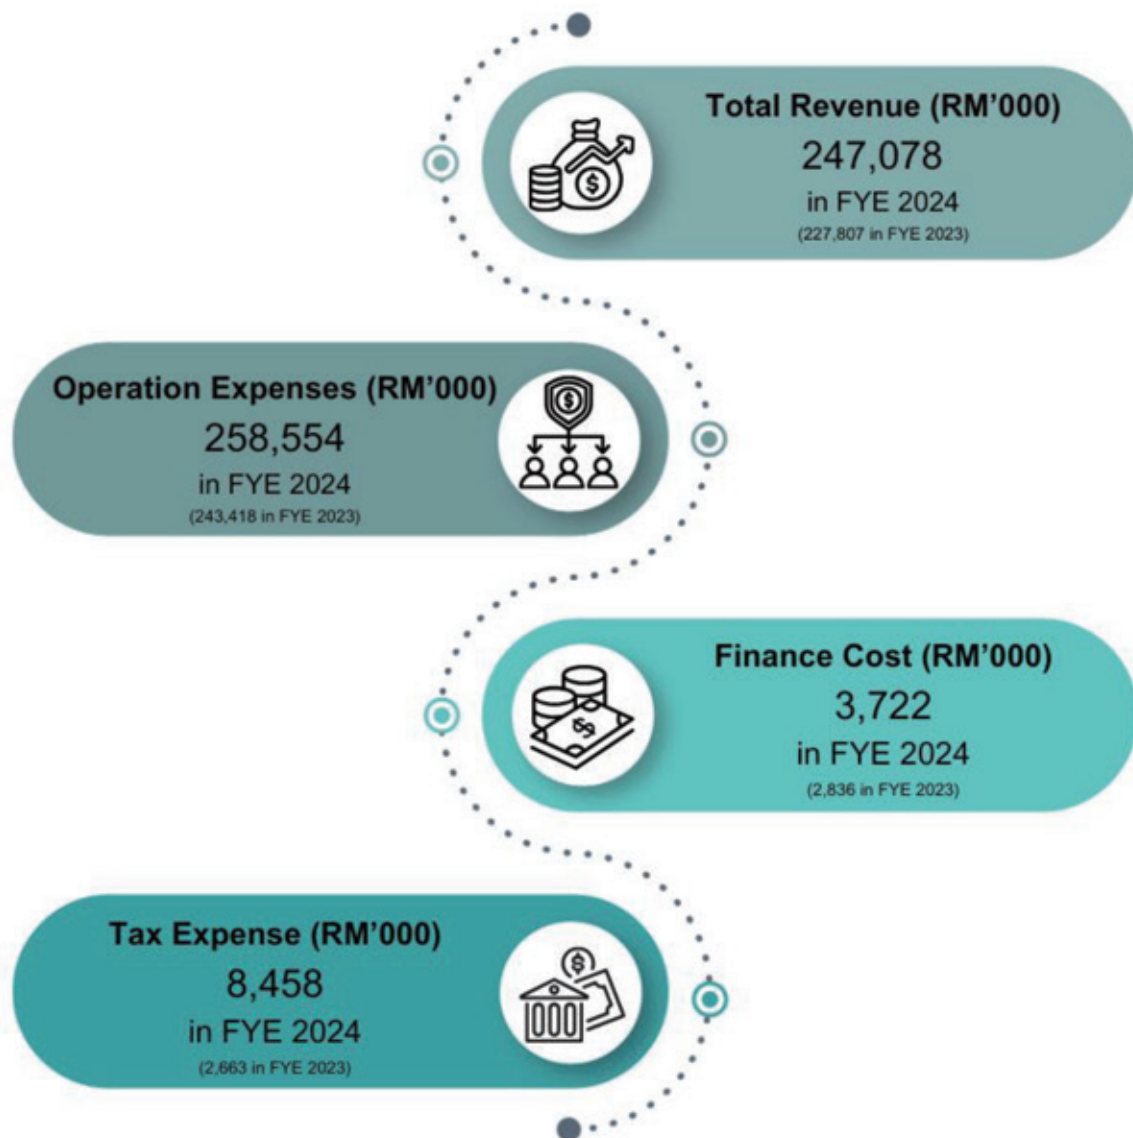 Total Revenue (RM’000)
247,078
in FYE 2024
(227,807 in FYE 2023)
Operation Expenses (RM’000)
258,554
in FYE 2024
(243,418 in FYE 2023)
Finance Cost (RM’000)
3,722
in FYE 2024
(2,836 in FYE 2023)
Tax Expense (RM’000)
8,458
in FYE 2024
(2,663 in FYE 2023)